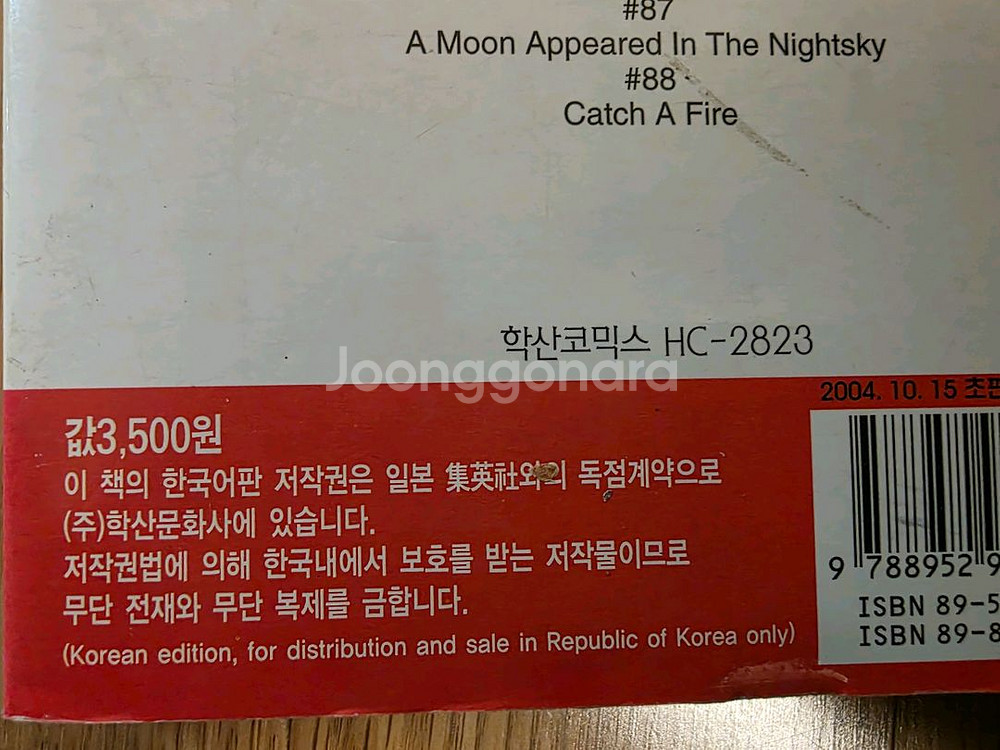 #87
A Moon Appeared In The Nightsky
#88
Catch A Fire
학산코믹스 HC-2823
Joonggonara
2004. 10. 15 초판
값3,500원
이 책의 한국어판 저작권은 일본 集英社와의 독점계약으로
(주)학산문화사에 있습니다.
저작권법에 의해 한국내에서 보호를 받는 저작물이므로
무단 전재와 무단 복제를 금합니다.
(Korean edition, for distribution and sale in Republic of Korea only)
9 788952 9
ISBN 89-5
ISBN 89-8